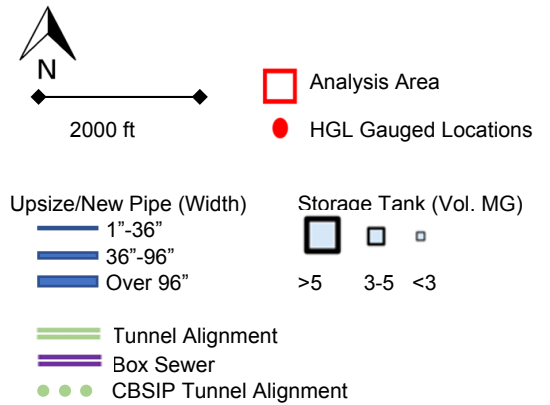 N
2000 ft
Analysis Area
HGL Gauged Locations
Upsize/New Pipe (Width)
1”-36”
36”-96”
Over 96”
Storage Tank (Vol. MG)
>5 3-5 <3
Tunnel Alignment
Box Sewer
CBSIP Tunnel Alignment